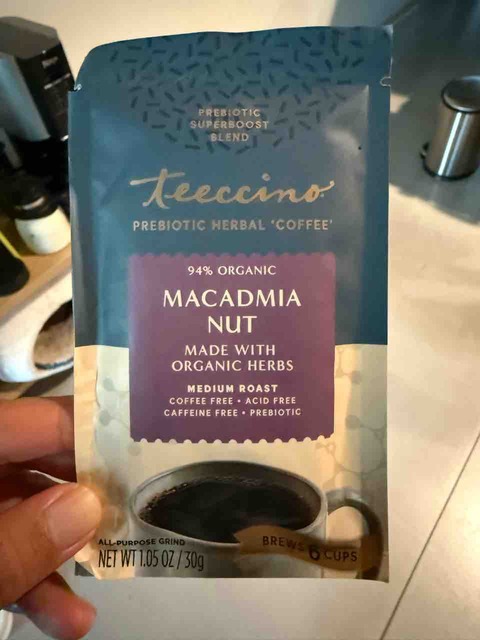 PREBIOTIC
SUPERBOOST
BLEND
teeccino
PREBIOTIC HERBAL 'COFFEE'
94% ORGANIC
MACADMIA
NUT
MADE WITH
ORGANIC HERBS
MEDIUM ROAST
COFFEE FREE • ACID FREE
CAFFEINE FREE • PREBIOTIC
ALL-PURPOSE GRIND
NET WT 1.05 OZ / 30g
BREWS 6 CUPS